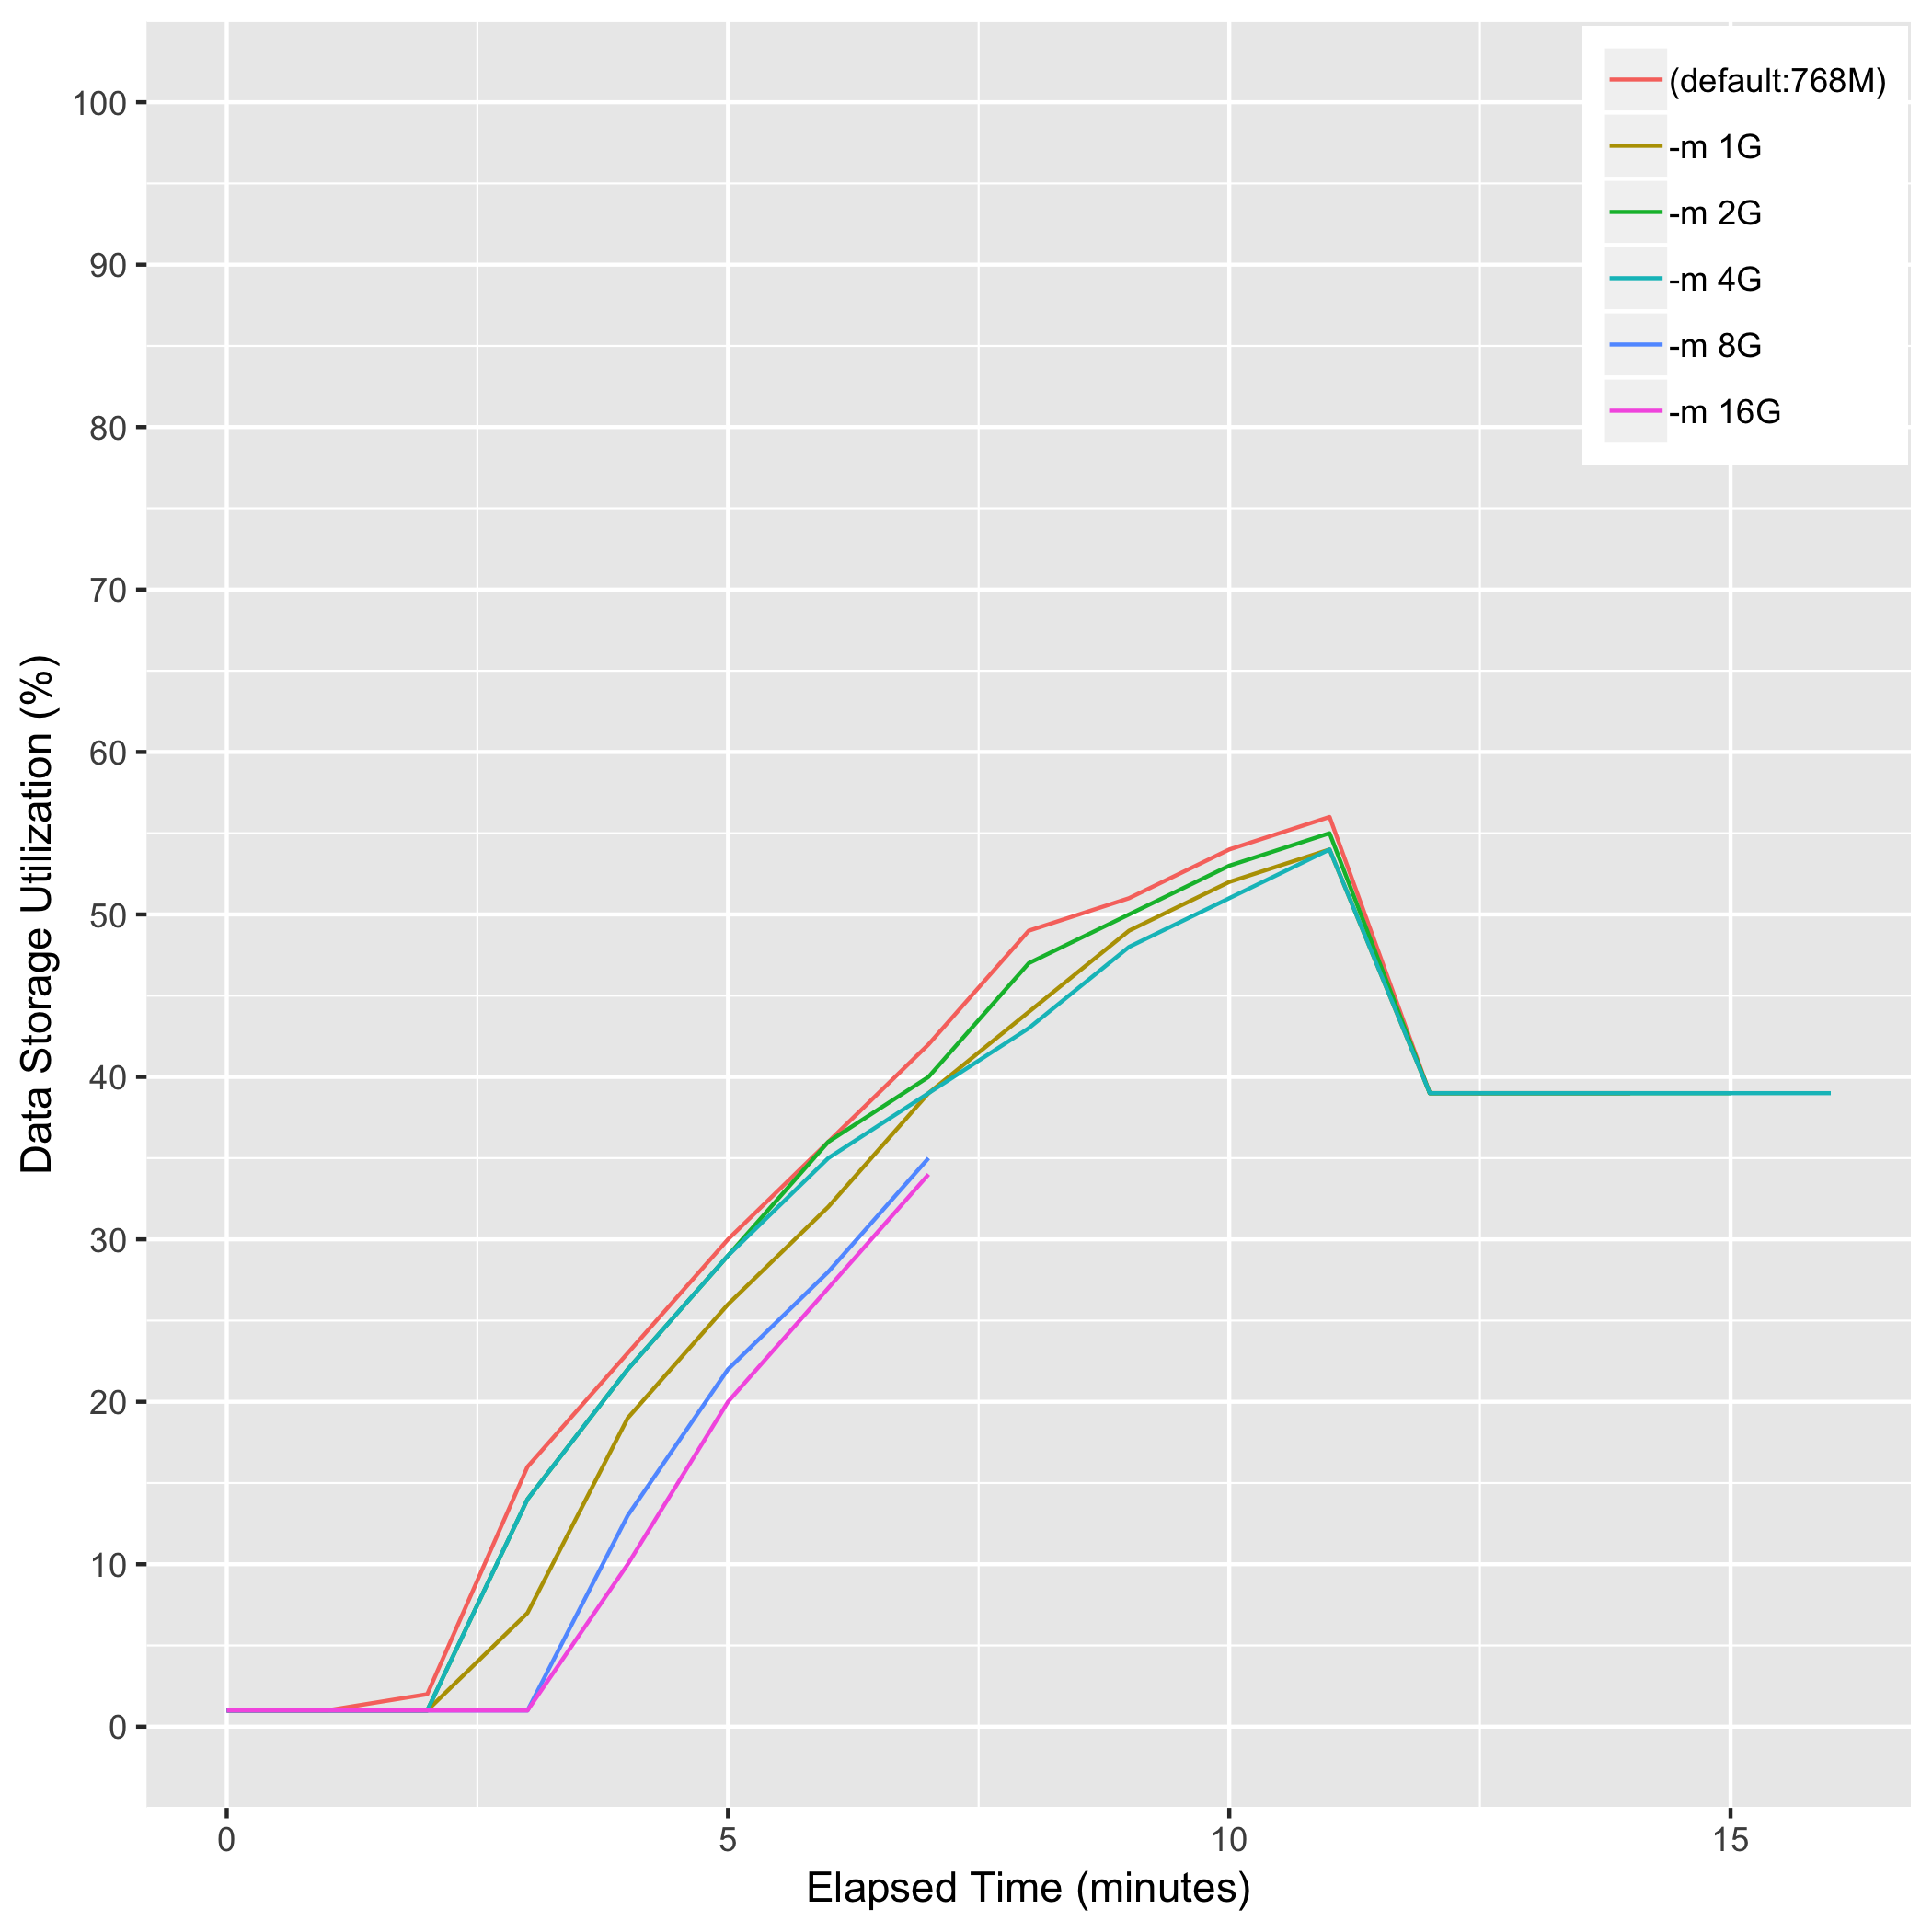 (default:768M)
-m 1G
-m 2G
-m 4G
-m 8G
-m 16G
100
90
80
70
60
50
40
30
20
10
0
Data Storage Utilization (%)
0 5 10 15
Elapsed Time (minutes)